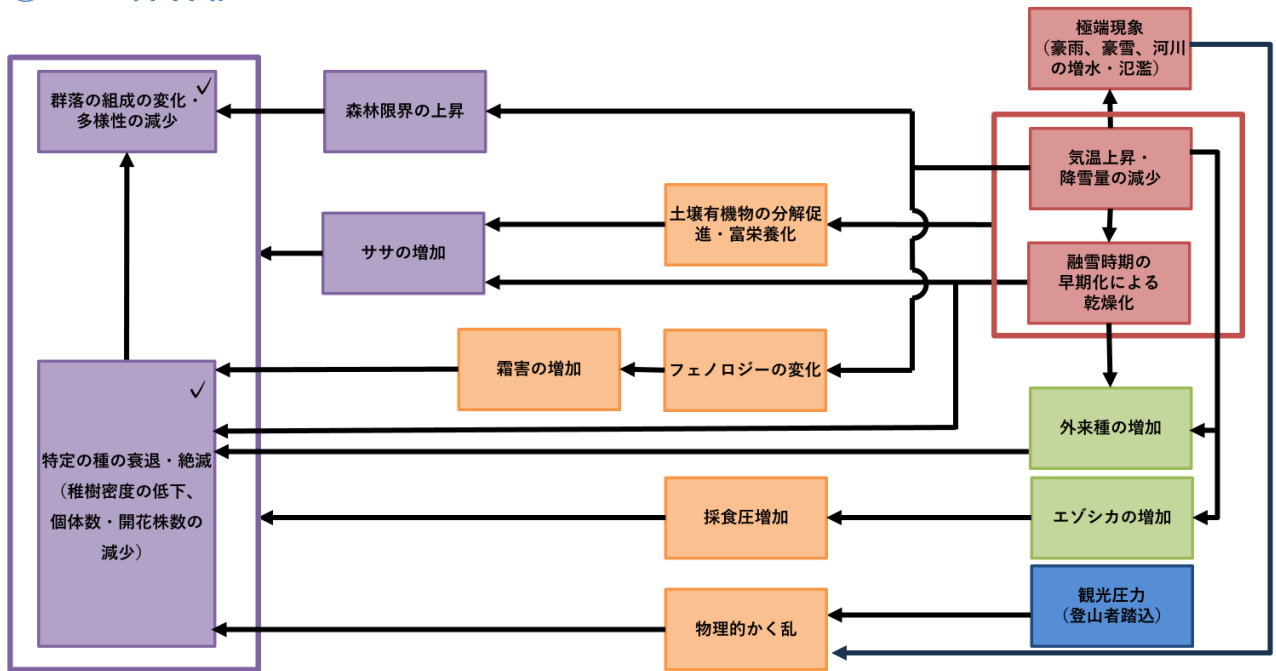 極端現象
(豪雨、豪雪、河川
の増水・氾濫)
群落の組成の変化・
多様性の減少
✓
森林限界の上昇
気温上昇・
降雪量の減少
土壌有機物の分解促
進・富栄養化
ササの増加
融雪時期の
早期化による
乾燥化
霜害の増加
フェノロジーの変化
✓
特定の種の衰退・絶滅
(稚樹密度の低下、
個体数・開花株数の
減少)
外来種の増加
採食圧増加
エゾシカの増加
物理的かく乱
観光圧力
(登山者踏込)